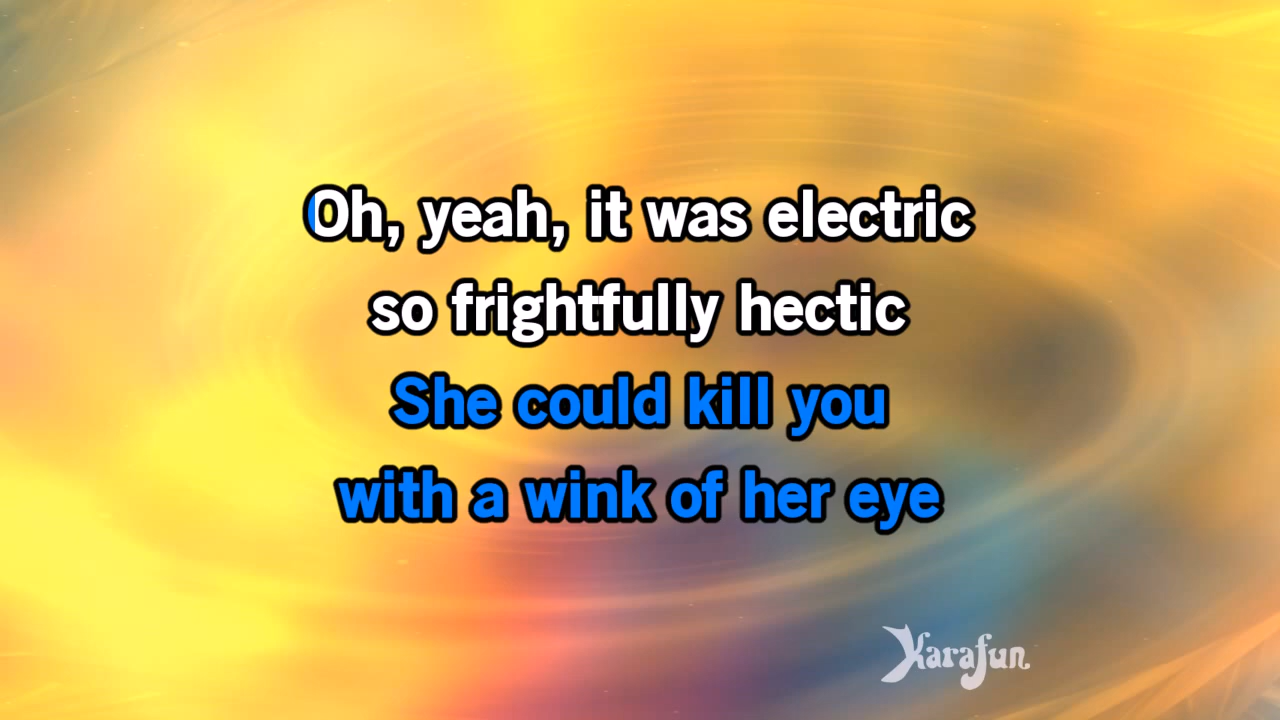 Oh, yeah, it was electric
so frightfully hectic
She could kill you
with a wink of her eye
Karafun